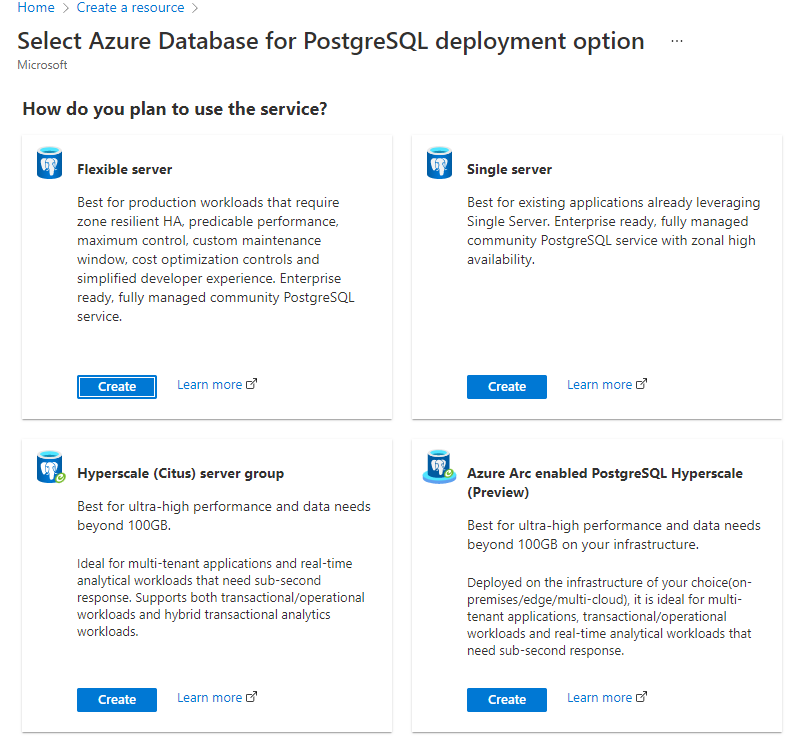 Home > Create a resource >
Select Azure Database for PostgreSQL deployment option ...
Microsoft
How do you plan to use the service?
Flexible server
Best for production workloads that require
zone resilient HA, predicable performance,
maximum control, custom maintenance
window, cost optimization controls and
simplified developer experience. Enterprise
ready, fully managed community PostgreSQL
service.
Create Learn more
Single server
Best for existing applications already leveraging
Single Server. Enterprise ready, fully managed
community PostgreSQL service with zonal high
availability.
Create Learn more
Hyperscale (Citus) server group
Best for ultra-high performance and data needs
beyond 100GB.
Ideal for multi-tenant applications and real-time
analytical workloads that need sub-second
response. Supports both transactional/operational
workloads and hybrid transactional analytics
workloads.
Create Learn more
Azure Arc enabled PostgreSQL Hyperscale
(Preview)
Best for ultra-high performance and data needs
beyond 100GB on your infrastructure.
Deployed on the infrastructure of your choice(on-
premises/edge/multi-cloud), it is ideal for multi-
tenant applications, transactional/operational
workloads and real-time analytical workloads that
need sub-second response.
Create Learn more